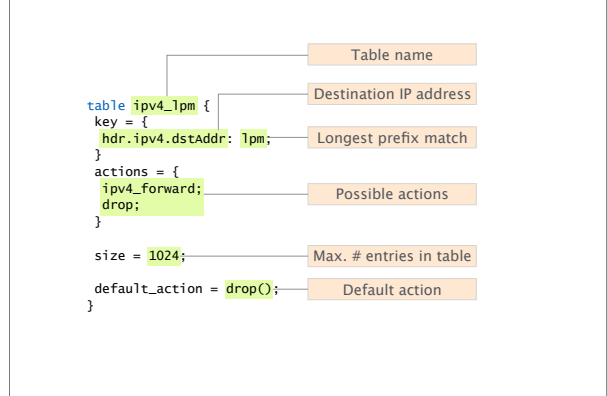 Table name
Destination IP address
table ipv4_lpm {
key = {
hdr.ipv4.dstAddr: lpm; Longest prefix match
}
actions = {
ipv4_forward;
drop; Possible actions
}
size = 1024; Max. # entries in table
default_action = drop(); Default action
}